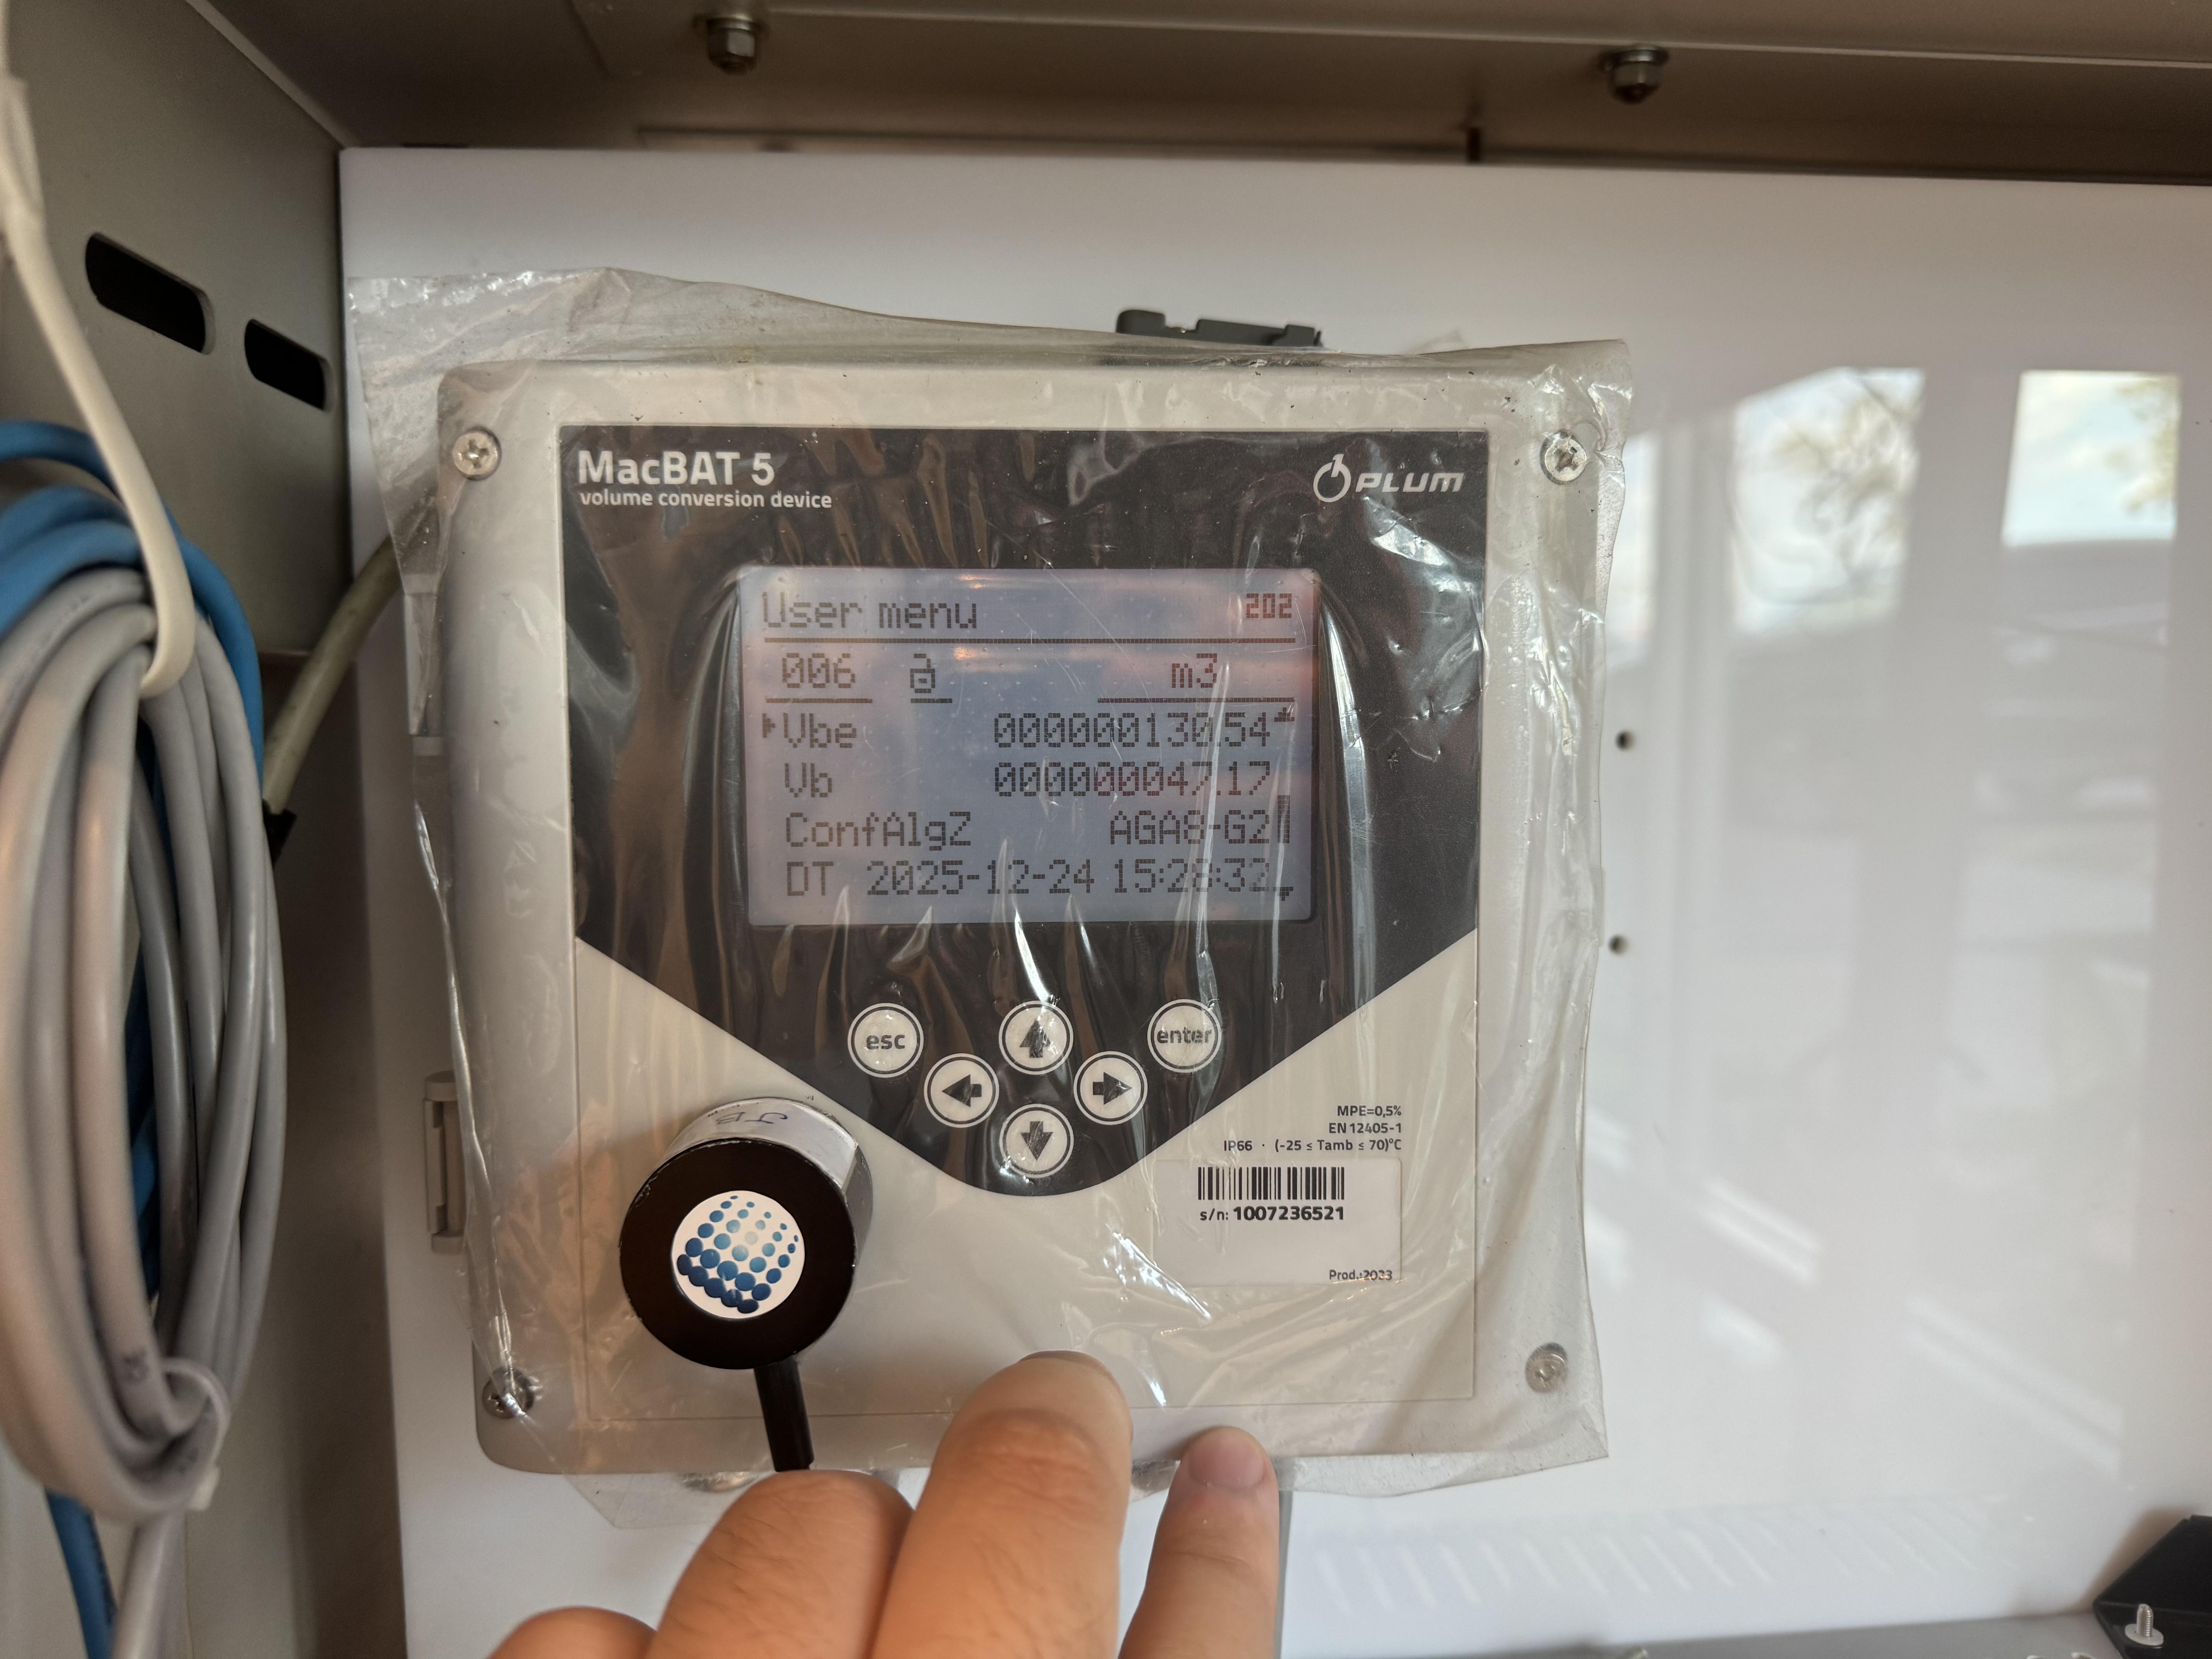 MacBAT 5
volume conversion device
PLUM
User menu 202
006 a m3
Vbe 000000130.54
Vb 000000047.17
ConfAlgZ AGA8-G2
DT 2025-12-24 15:28:32
esc
enter
MPE=0,5%
EN 12405-1
IP66 · (-25 ≤ Tamb ≤ 70)°C
s/n: 1007236521
Prod.:2023
JB